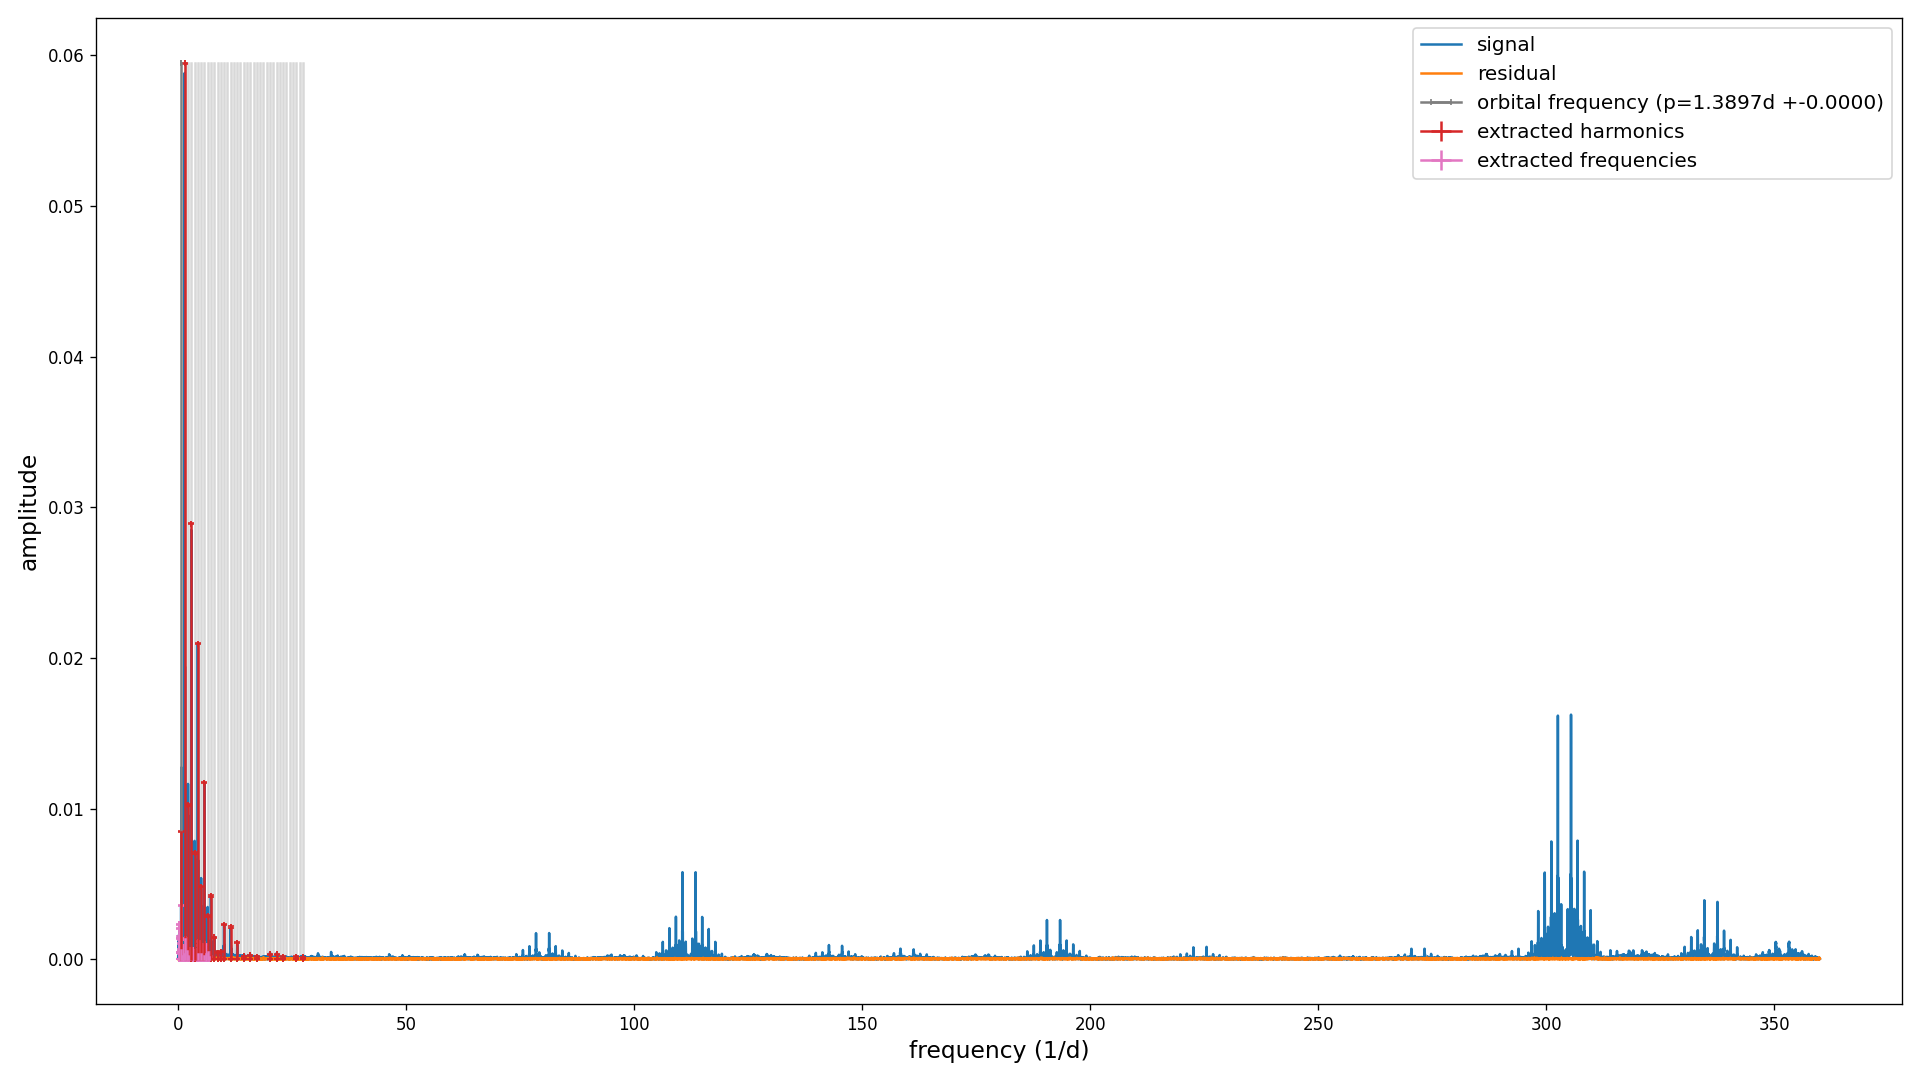 signal
residual
orbital frequency (p=1.3897d +-0.0000)
extracted harmonics
extracted frequencies
amplitude
0.06
0.05
0.04
0.03
0.02
0.01
0.00
0 50 100 150 200 250 300 350
frequency (1/d)